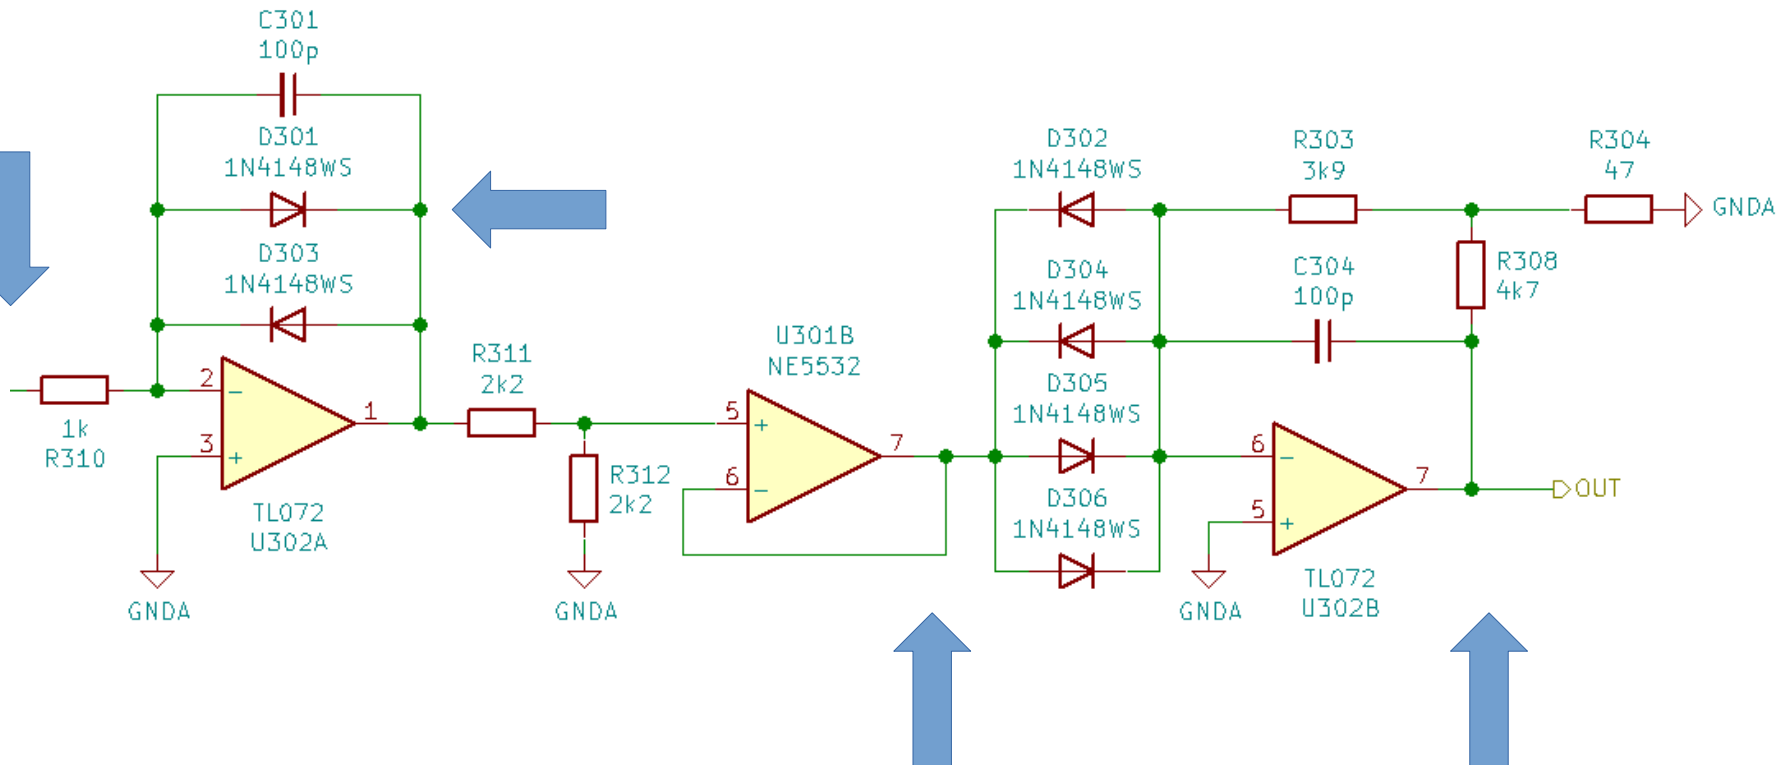 C301
100p
D301
1N4148WS
D303
1N4148WS
2
-
3
+
1
1k
R310
TL072
U302A
GNDA
R311
2k2
R312
2k2
GNDA
U301B
NE5532
5
+
6
-
7
D302
1N4148WS
D304
1N4148WS
D305
1N4148WS
D306
1N4148WS
R303
3k9
R304
47
GNDA
C304
100p
R308
4k7
6
-
5
+
7
OUT
GNDA
TL072
U302B